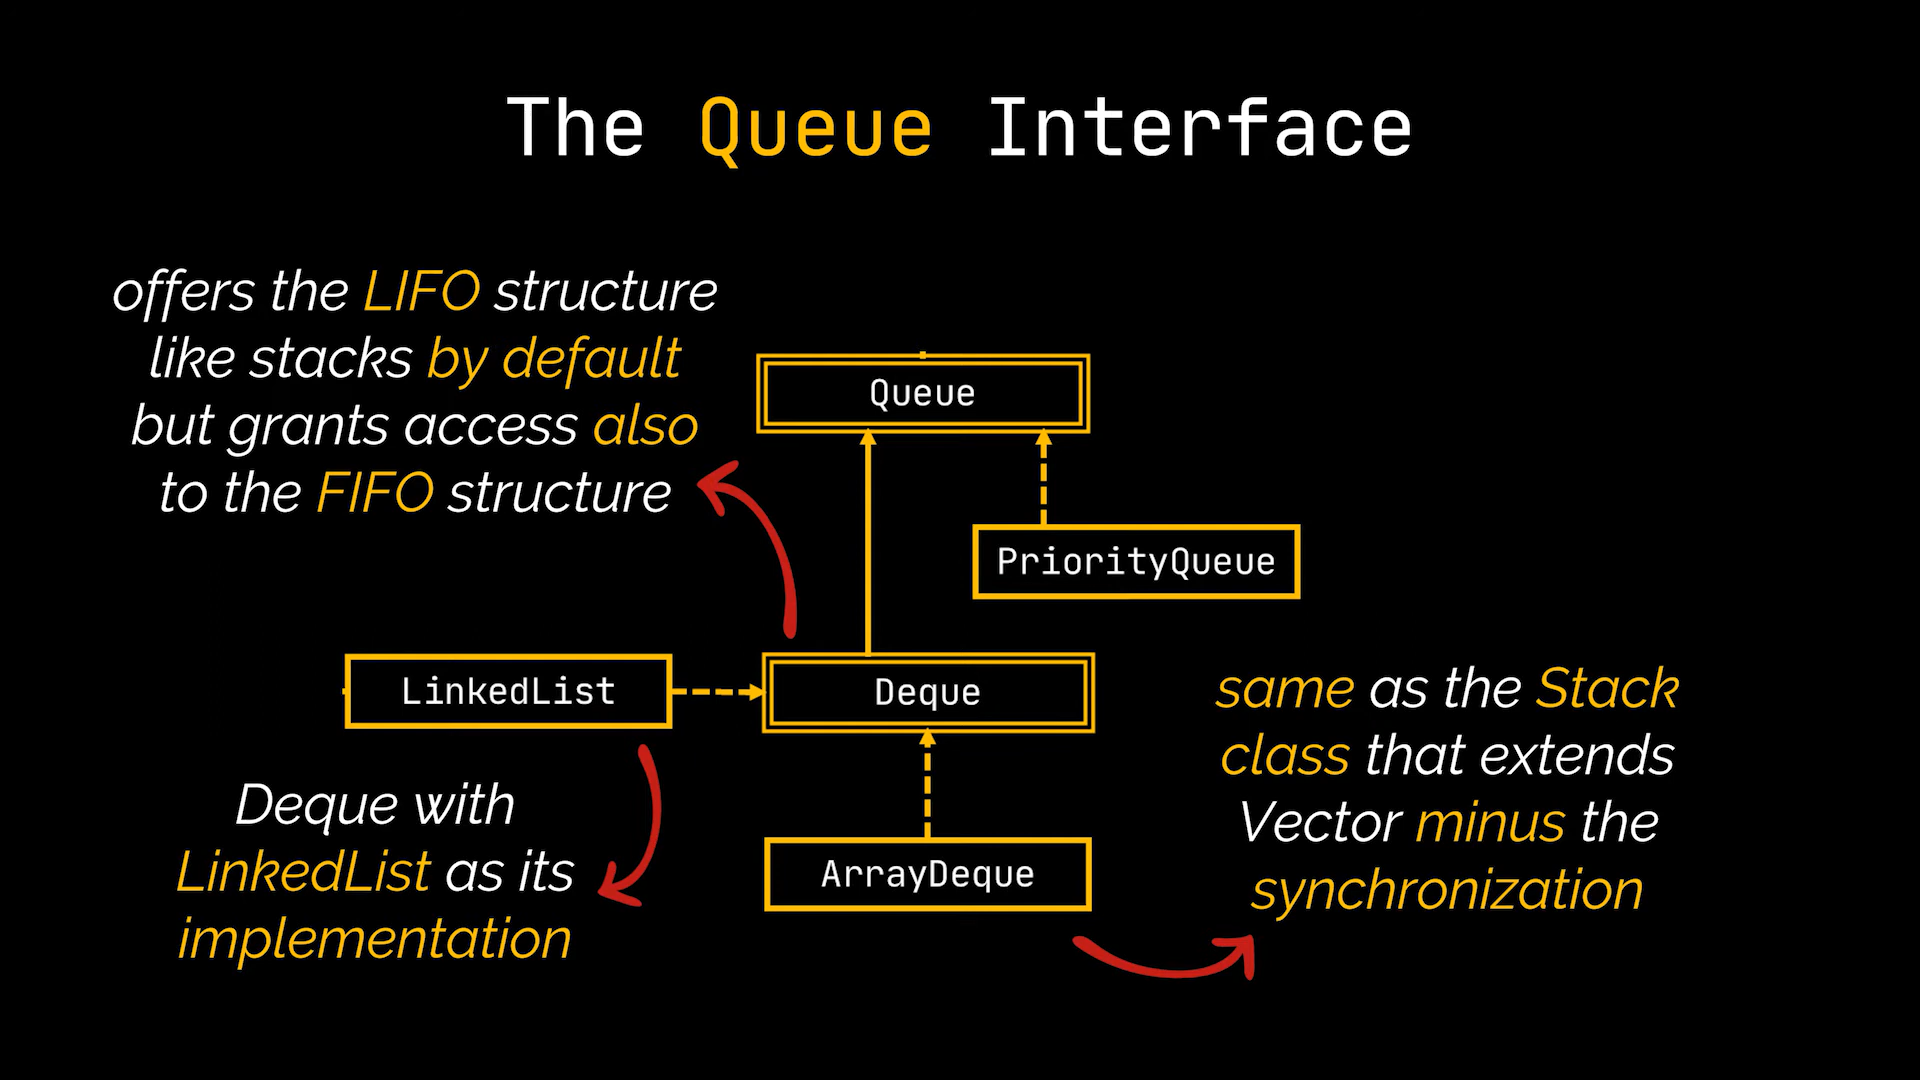 The Queue Interface
offers the LIFO structure
like stacks by default
but grants access also
to the FIFO structure
Queue
PriorityQueue
LinkedList
Deque
ArrayDeque
Deque with
LinkedList as its
implementation
same as the Stack
class that extends
Vector minus the
synchronization